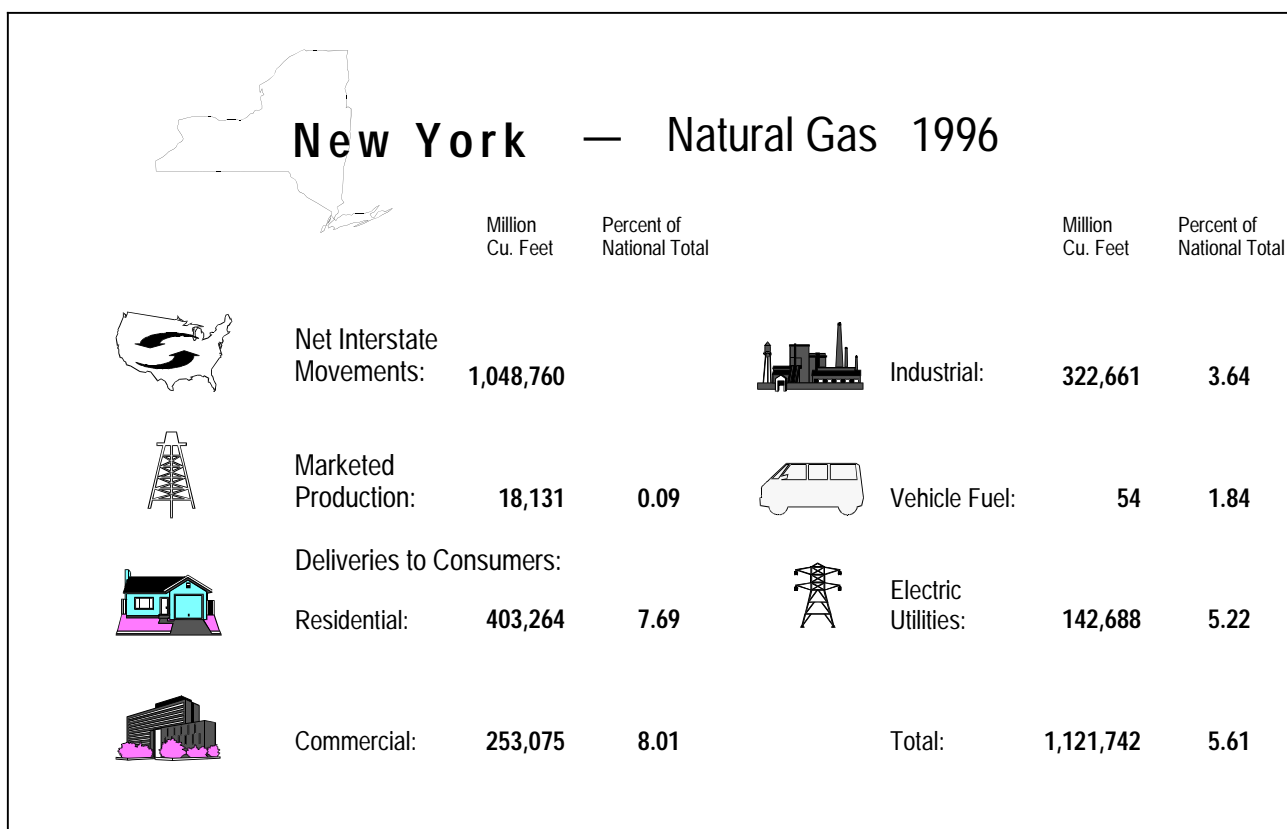 New York — Natural Gas 1996
Million Cu. Feet
Percent of National Total
Million Cu. Feet
Percent of National Total
Net Interstate
Movements: 1,048,760
Industrial: 322,661 3.64
Marketed
Production: 18,131 0.09
Vehicle Fuel: 54 1.84
Deliveries to Consumers:
Residential: 403,264 7.69
Electric
Utilities: 142,688 5.22
Commercial: 253,075 8.01
Total: 1,121,742 5.61